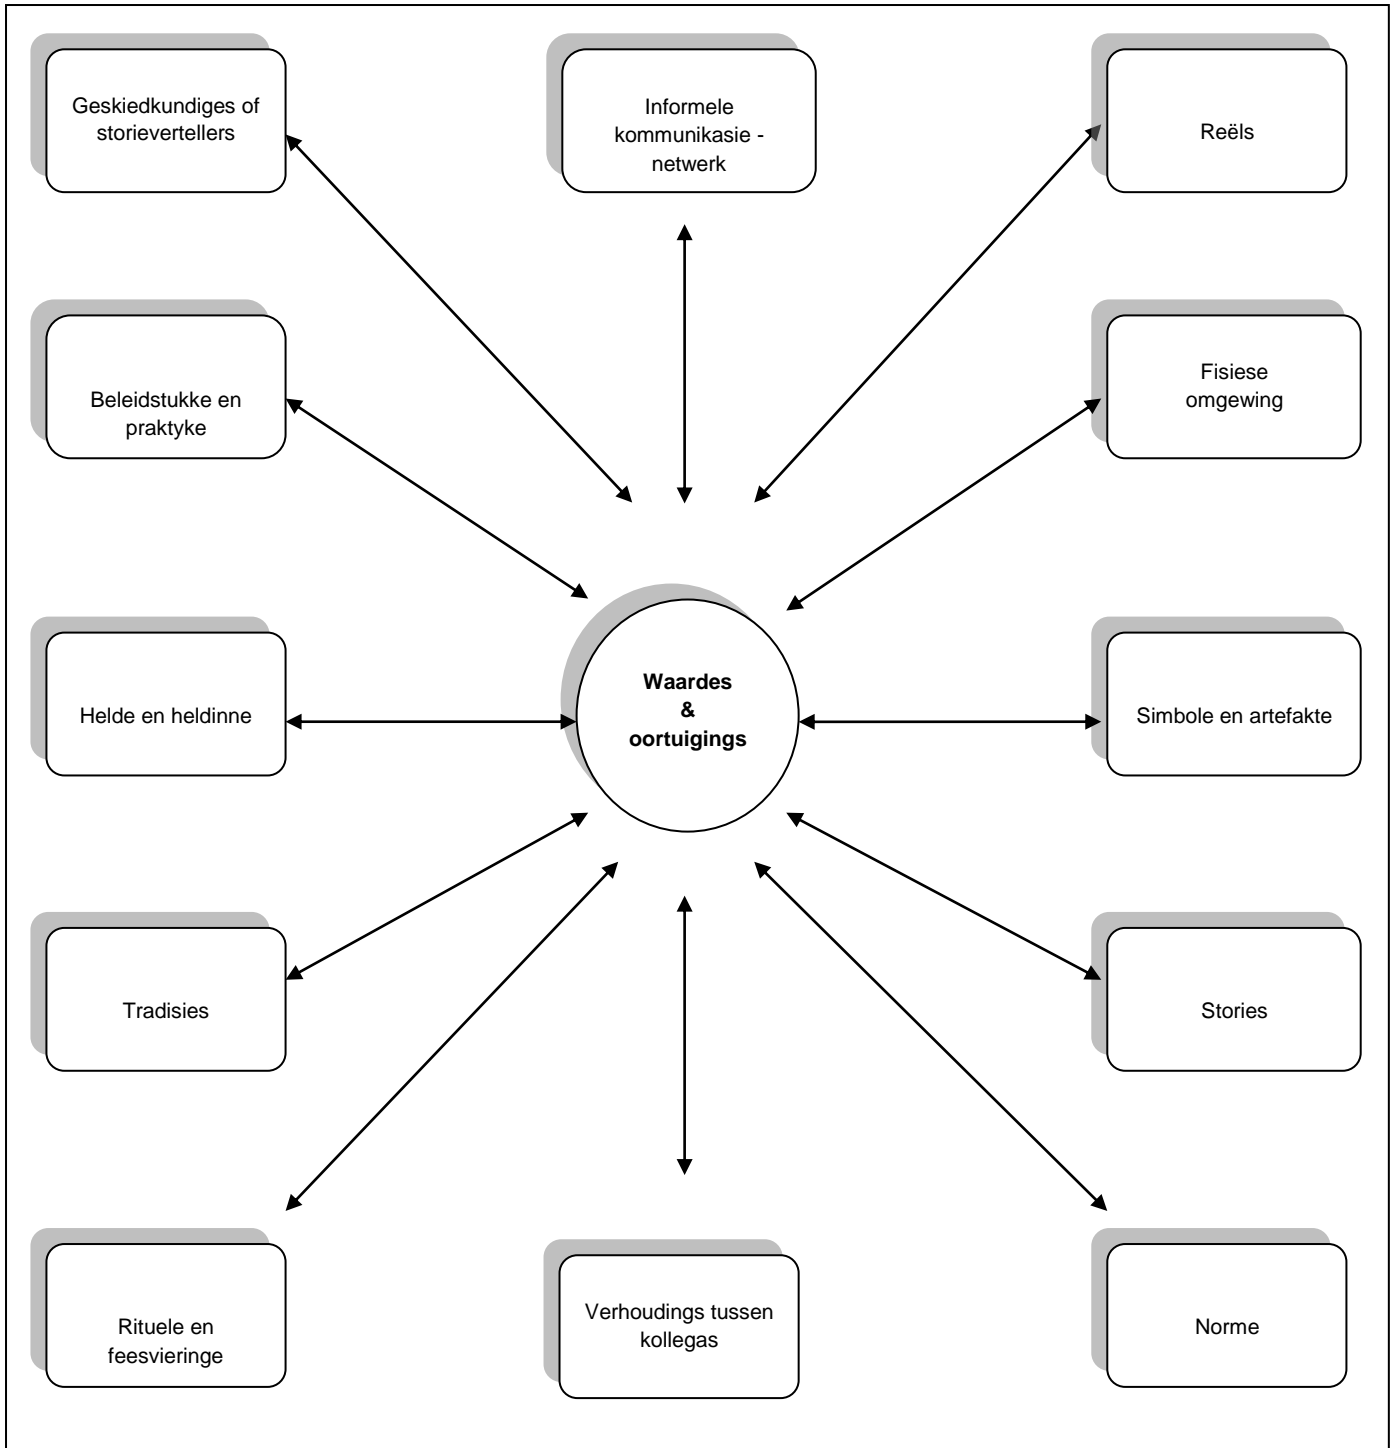 Geskiedkundiges of
storievertellers
Informele
kommunikasie -
netwerk
Reëls
Beleidstukke en
praktyke
Fisiese
omgewing
Helde en heldinne
Waardes
&
oortuigings
Simbole en artefakte
Tradisies
Stories
Rituele en
feesvieringe
Verhoudings tussen
kollegas
Norme